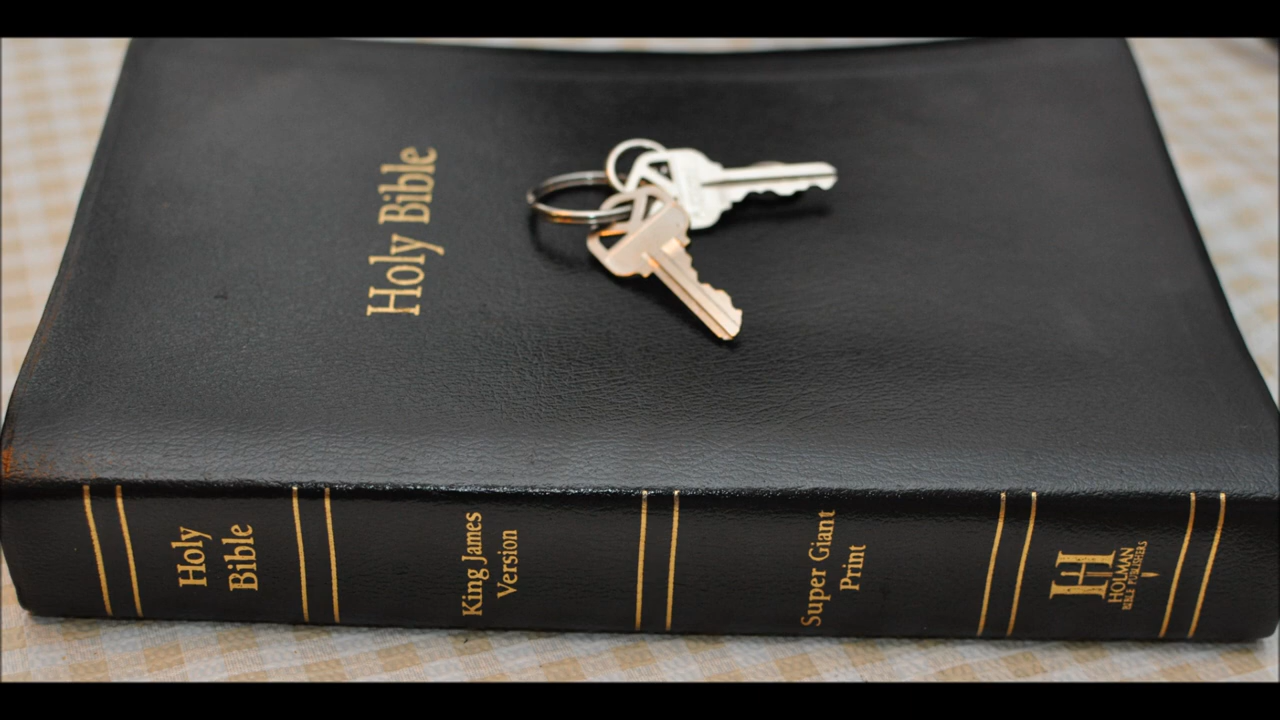 Holy Bible
Holy
Bible
King James
Version
Super Giant
Print
HOLMAN
BIBLE PUBLISHERS